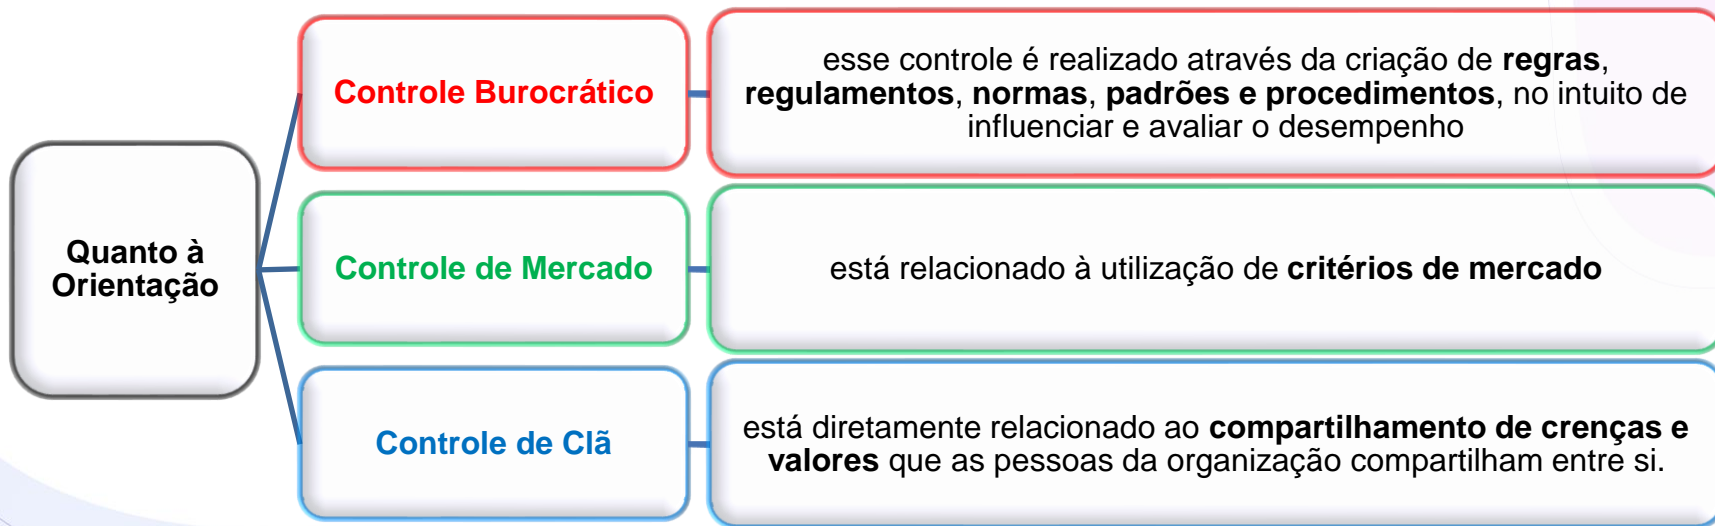 Quanto à
Orientação
Controle Burocrático
esse controle é realizado através da criação de regras,
regulamentos, normas, padrões e procedimentos, no intuito de
influenciar e avaliar o desempenho
Controle de Mercado
está relacionado à utilização de critérios de mercado
Controle de Clã
está diretamente relacionado ao compartilhamento de crenças e
valores que as pessoas da organização compartilham entre si.